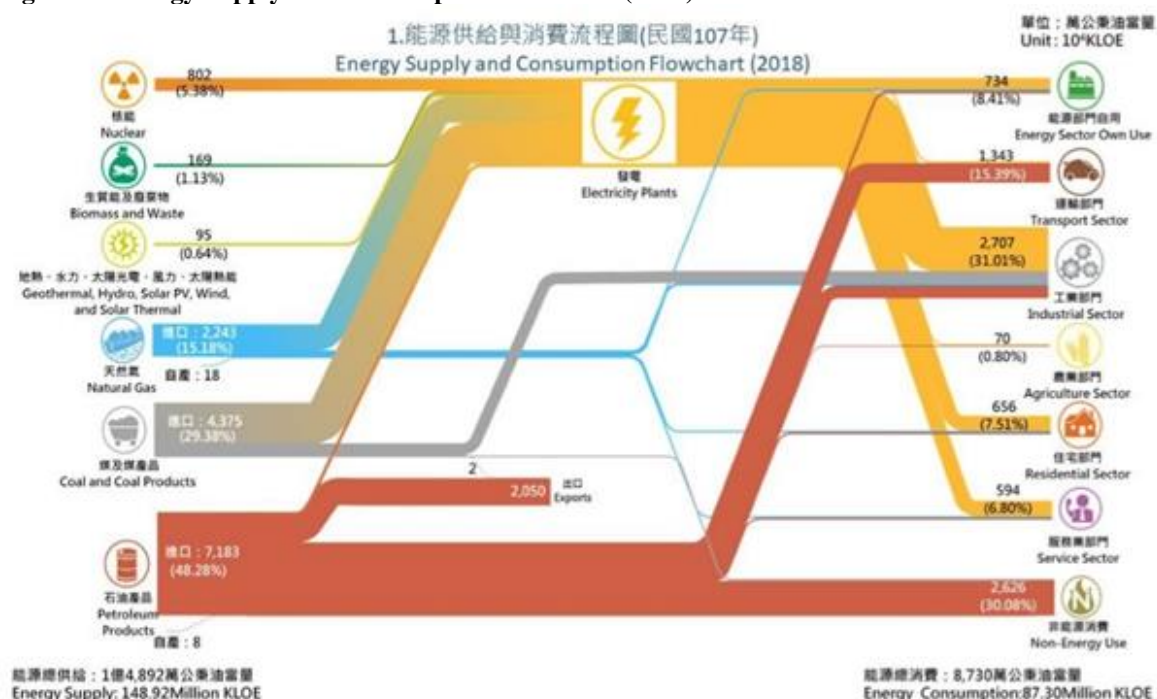 1.能源供給與消費流程圖(民國107年)
Energy Supply and Consumption Flowchart (2018)
單位：萬公秉油當量
Unit: 10⁴KLOE
802
(5.38%)
核能
Nuclear
169
(1.13%)
生質能及廢棄物
Biomass and Waste
95
(0.64%)
地熱、水力、太陽光電、風力、太陽熱能
Geothermal, Hydro, Solar PV, Wind,
and Solar Thermal
進口：2,243
(15.18%)
天然氣
Natural Gas
自產：18
進口：4,375
(29.38%)
煤及煤產品
Coal and Coal Products
進口：7,183
(48.28%)
石油產品
Petroleum
Products
自產：8
發電
Electricity Plants
2
2,050
出口
Exports
734
(8.41%)
能源部門自用
Energy Sector Own Use
1,343
(15.39%)
運輸部門
Transport Sector
2,707
(31.01%)
工業部門
Industrial Sector
70
(0.80%)
農業部門
Agriculture Sector
656
(7.51%)
住宅部門
Residential Sector
594
(6.80%)
服務業部門
Service Sector
2,626
(30.08%)
非能源消費
Non-Energy Use
能源總供給：1億4,892萬公秉油當量
Energy Supply: 148.92Million KLOE
能源總消費：8,730萬公秉油當量
Energy Consumption:87.30Million KLOE